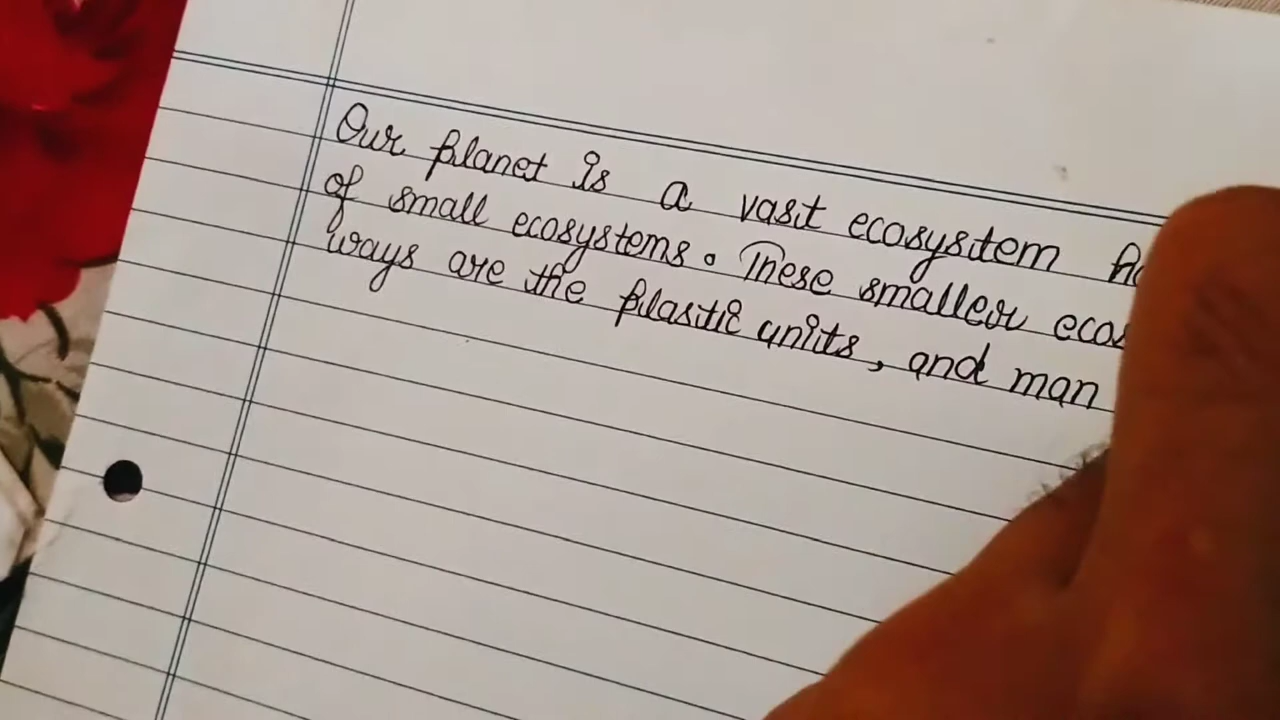 Our planet is a vast ecosystem
of small ecosystems. These smaller
ways are the plastic units, and man